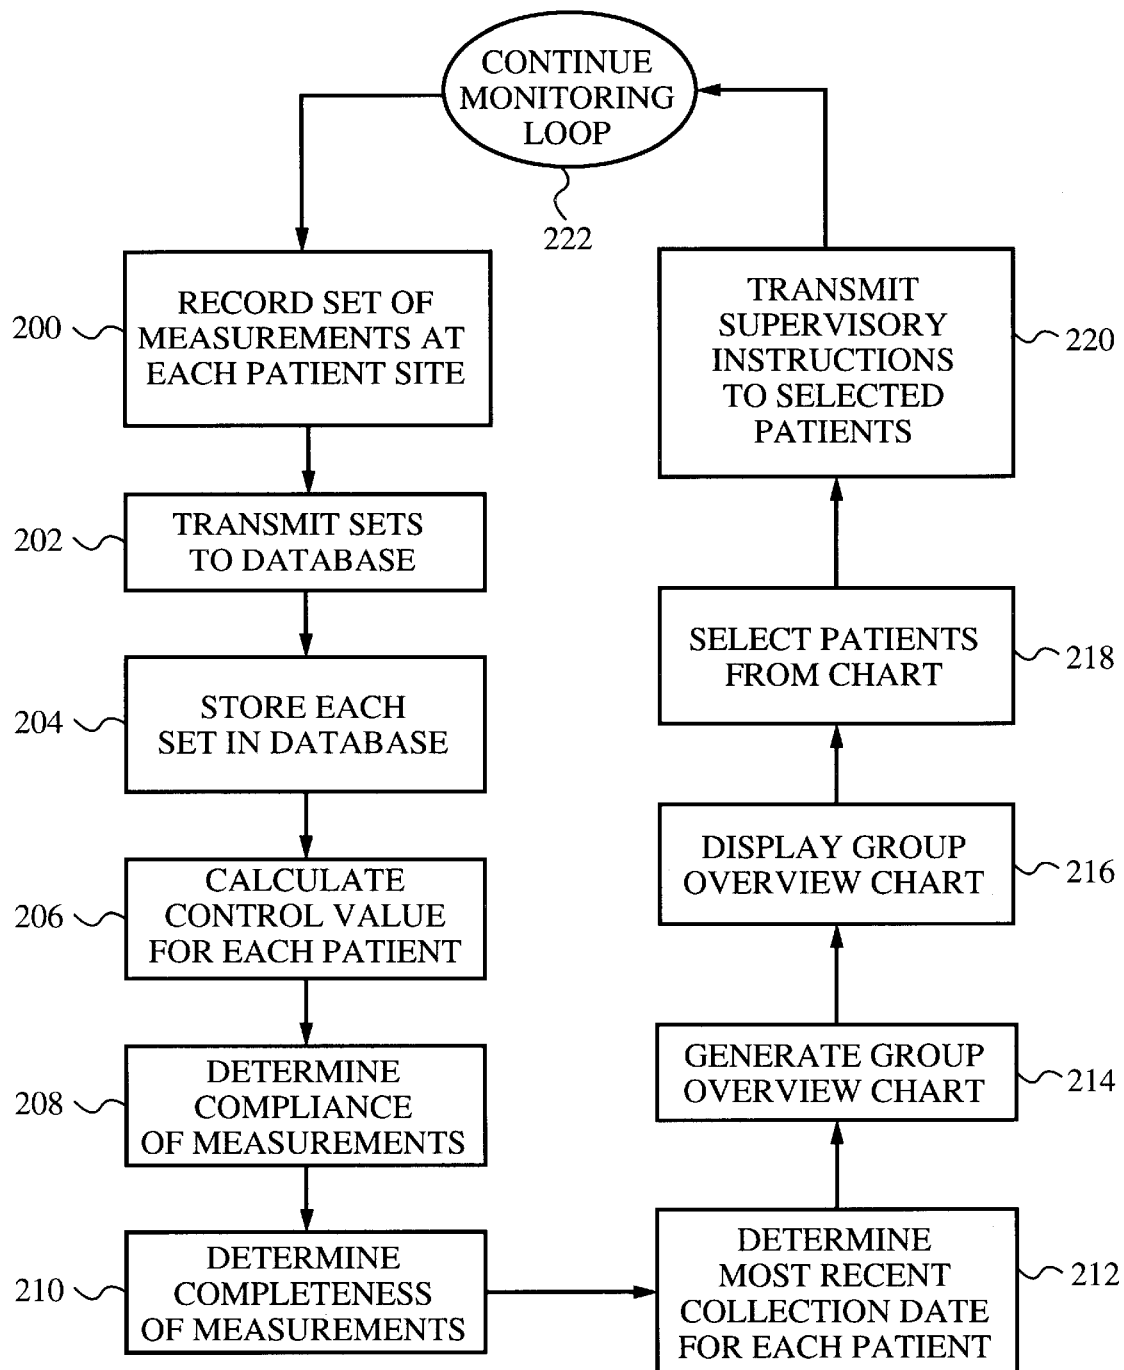 CONTINUE
MONITORING
LOOP
222
200
RECORD SET OF
MEASUREMENTS AT
EACH PATIENT SITE
202
TRANSMIT SETS
TO DATABASE
204
STORE EACH
SET IN DATABASE
206
CALCULATE
CONTROL VALUE
FOR EACH PATIENT
208
DETERMINE
COMPLIANCE
OF MEASUREMENTS
210
DETERMINE
COMPLETENESS
OF MEASUREMENTS
DETERMINE
MOST RECENT
COLLECTION DATE
FOR EACH PATIENT
212
GENERATE GROUP
OVERVIEW CHART
214
DISPLAY GROUP
OVERVIEW CHART
216
SELECT PATIENTS
FROM CHART
218
TRANSMIT
SUPERVISORY
INSTRUCTIONS
TO SELECTED
PATIENTS
220